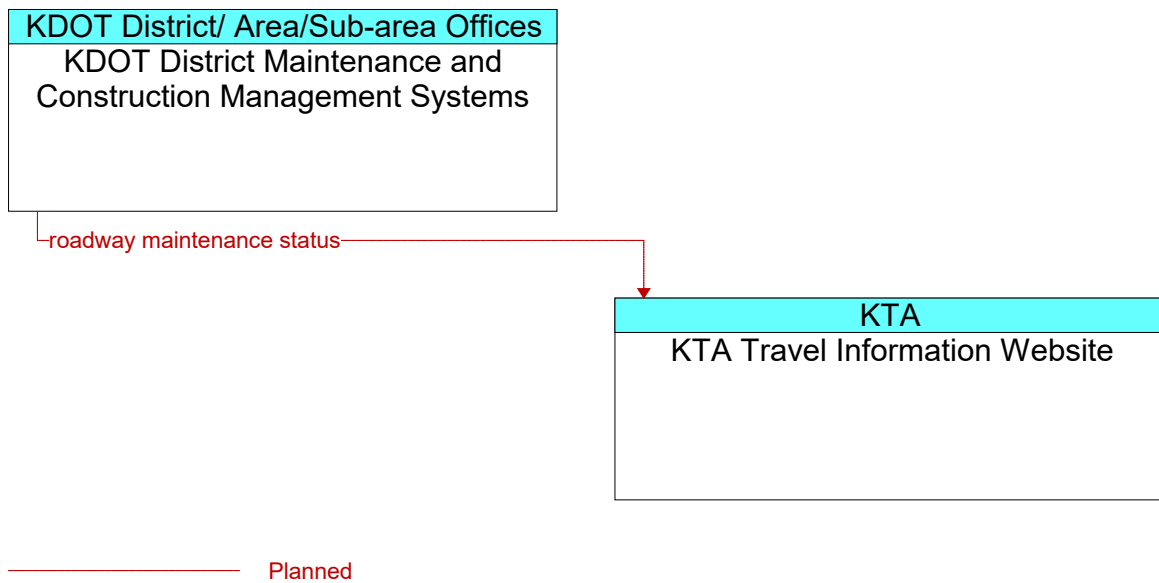 KDOT District/ Area/Sub-area Offices
KDOT District Maintenance and
Construction Management Systems
roadway maintenance status
KTA
KTA Travel Information Website
Planned